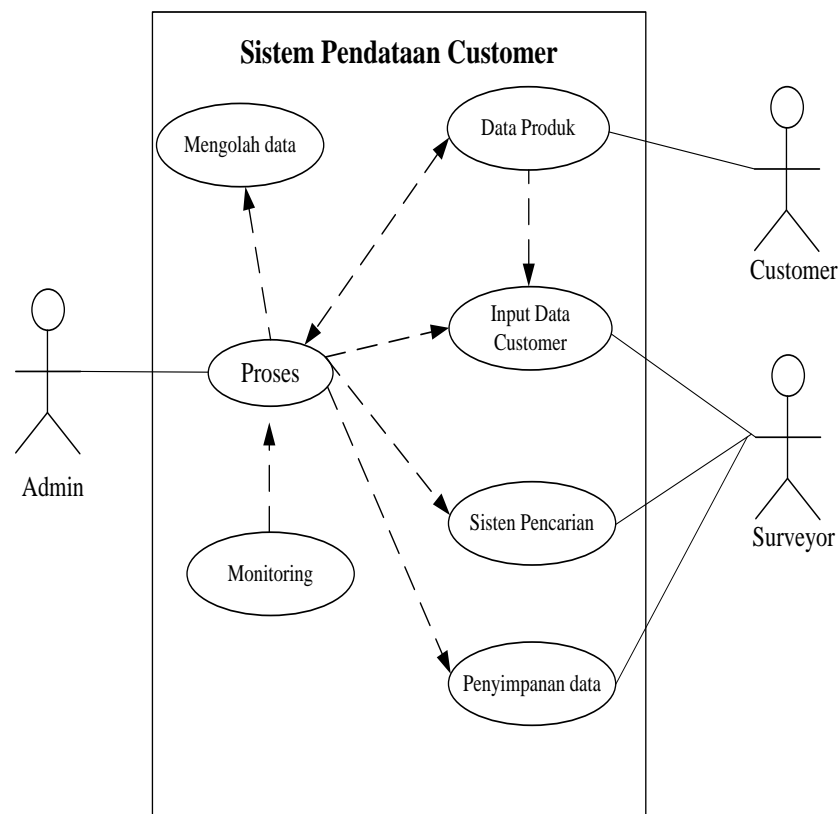 Sistem Pendataan Customer
Mengolah data
Data Produk
Customer
Input Data
Customer
Proses
Admin
Sisten Pencarian
Surveyor
Monitoring
Penyimpanan data